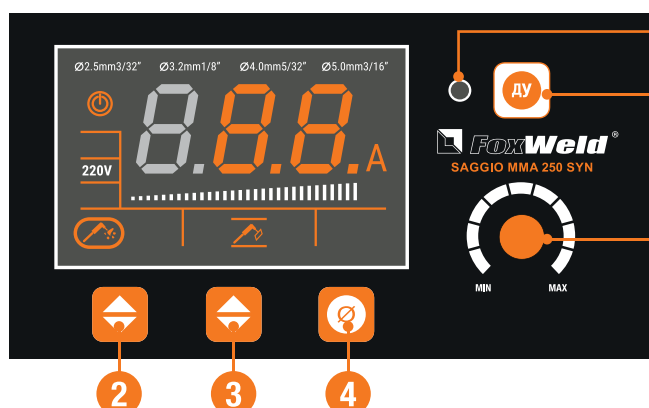 Ø2.5mm3/32” Ø3.2mm1/8” Ø4.0mm5/32” Ø5.0mm3/16”
8.8.8.A
220V
ДУ
FoxWeld®
SAGGIO MMA 250 SYN
MIN MAX
Ø
2 3 4